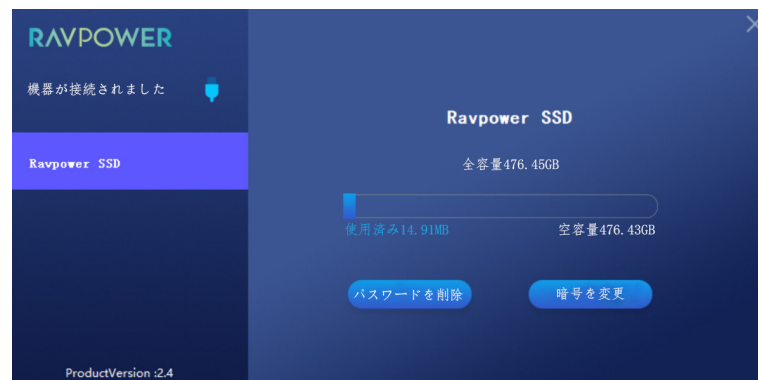 RAVPOWER
機器が接続されました
Ravpower SSD
Ravpower SSD
全容量476.45GB
使用済み14.91MB
空容量476.43GB
パスワードを削除
暗号を変更
ProductVersion :2.4